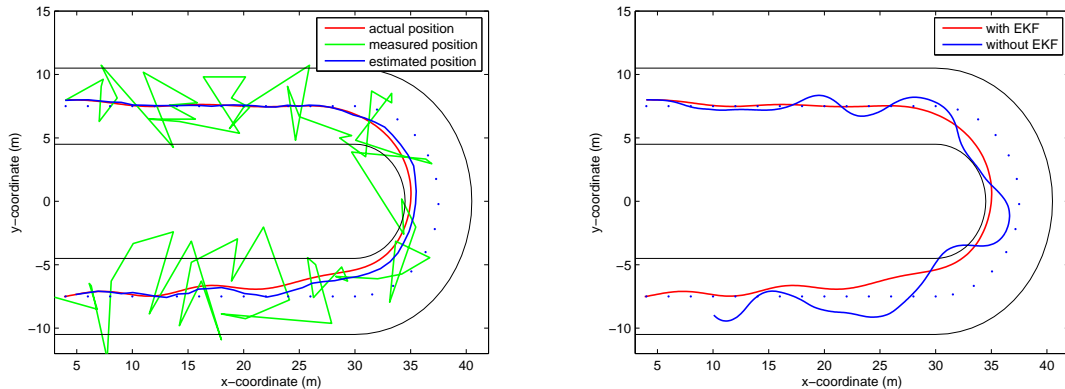 15
10
5
0
−5
−10
5 10 15 20 25 30 35 40
x−coordinate (m)
y−coordinate (m)
actual position
measured position
estimated position
15
10
5
0
−5
−10
5 10 15 20 25 30 35 40
x−coordinate (m)
y−coordinate (m)
with EKF
without EKF